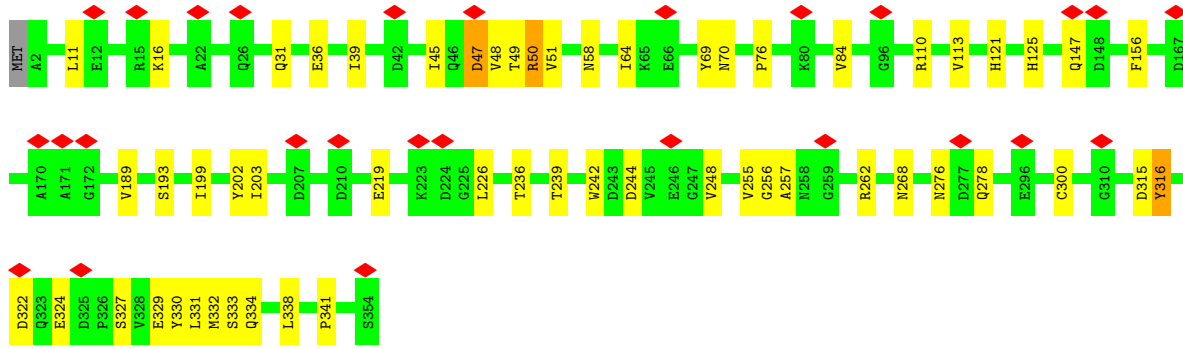 MET A2 L11 E12 R15 K16 A22 Q26 Q31 E36 I39 D42 I45 Q46 D47 V48 T49 R50 V51 N58 I64 K65 E66 Y69 N70 P76 K80 V84 G96 R110 V113 H121 H125 Q147 D148 F156 D167
A170 A171 G172 V189 S193 I199 Y202 I203 D207 D210 E219 K223 D224 G225 L226 T236 T239 W242 D243 D244 V245 E246 G247 V248 V255 G256 A257 N258 G259 R262 N268 N276 D277 Q278 E296 C300 G310 D315 Y316
D322 Q323 E324 D325 P326 S327 V328 E329 Y330 L331 M332 S333 Q334 L338 P341 S354